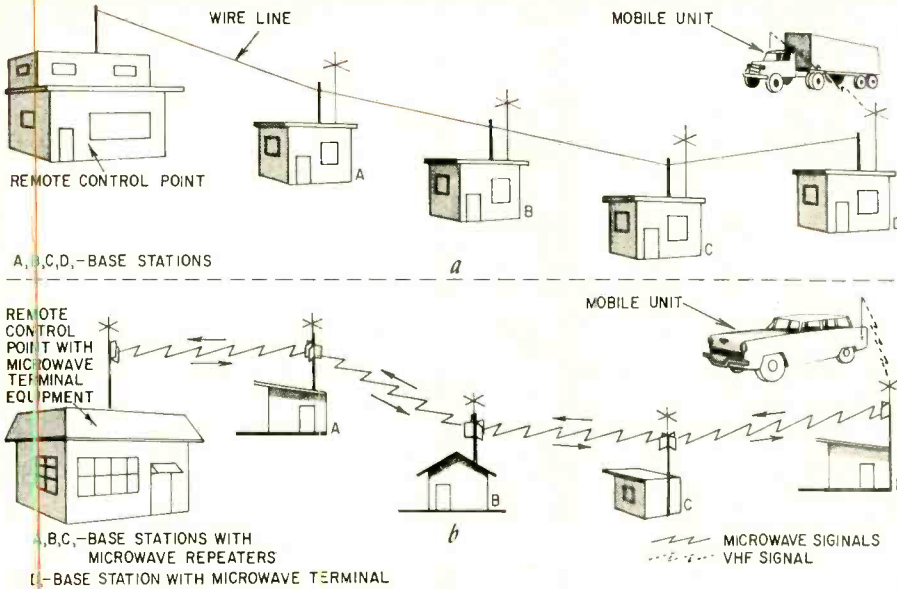 WIRE LINE
MOBILE UNIT
REMOTE CONTROL POINT
A
B
C
A,B,C,D,-BASE STATIONS
a
REMOTE
CONTROL
POINT WITH
MICROWAVE
TERMINAL
EQUIPMENT
MOBILE UNIT
A
B
C
b
A,B,C,-BASE STATIONS WITH
MICROWAVE REPEATERS
D-BASE STATION WITH MICROWAVE TERMINAL
MICROWAVE SIGINALS
VHF SIGNAL